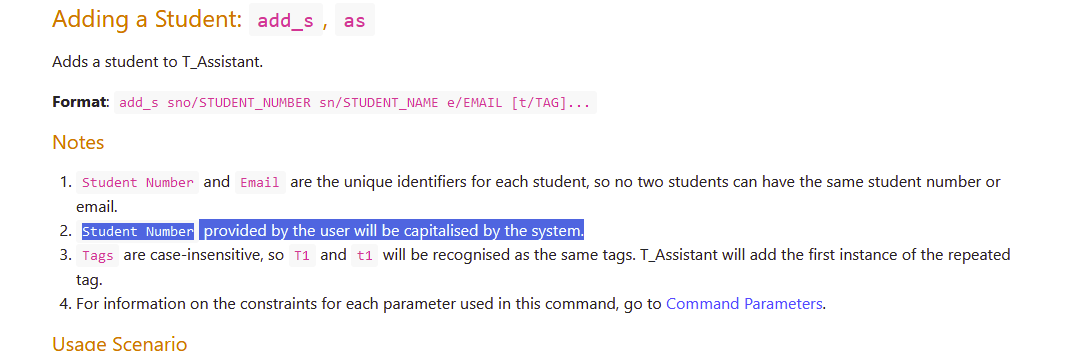 Adding a Student: add_s, as
Adds a student to T_Assistant.
Format: add_s sno/STUDENT_NUMBER sn/STUDENT_NAME e/EMAIL [t/TAG]...
Notes
1. Student Number and Email are the unique identifiers for each student, so no two students can have the same student number or
email.
2. Student Number provided by the user will be capitalised by the system.
3. Tags are case-insensitive, so T1 and t1 will be recognised as the same tags. T_Assistant will add the first instance of the repeated
tag.
4. For information on the constraints for each parameter used in this command, go to Command Parameters.
Usage Scenario